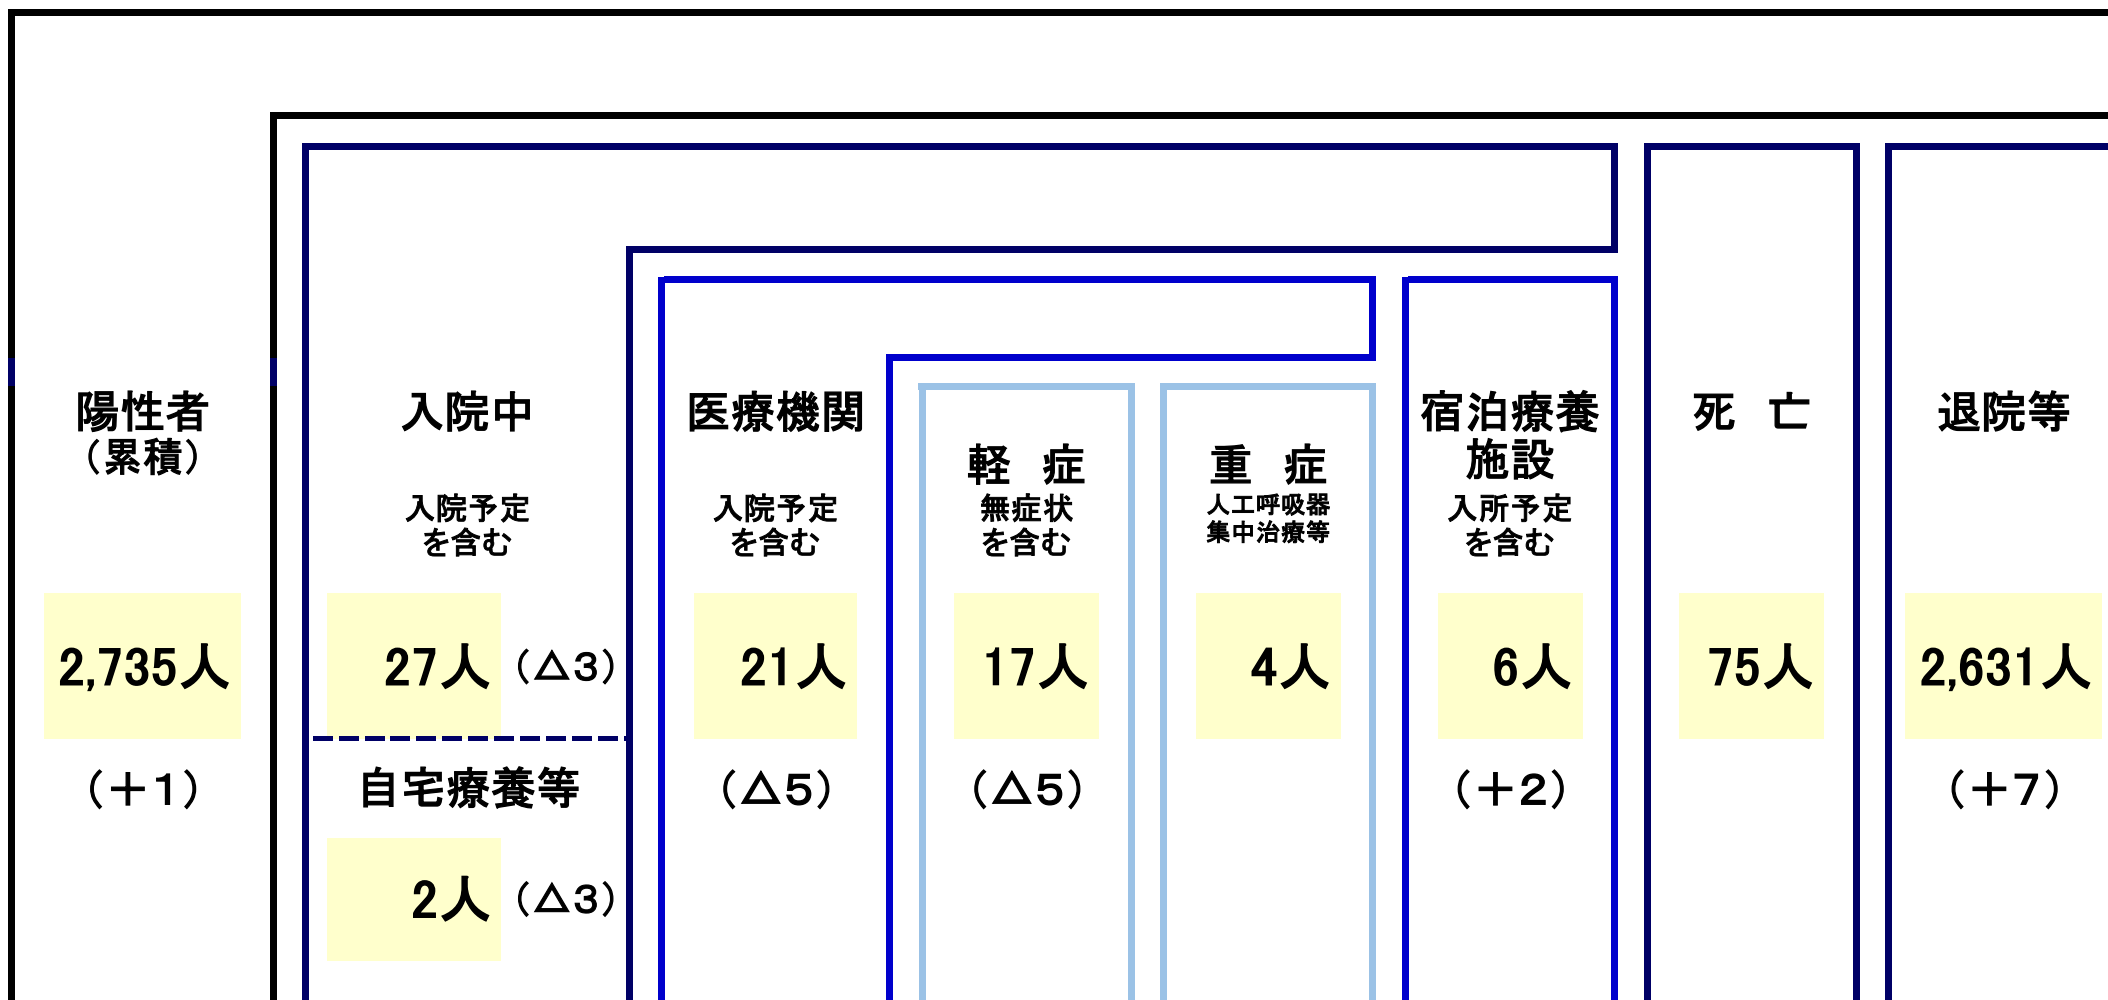 陽性者
（累積）
2,735人
（＋1）
入院中
入院予定
を含む
27人（△3）
自宅療養等
2人（△3）
医療機関
入院予定
を含む
21人
（△5）
軽　症
無症状
を含む
17人
（△5）
重　症
人工呼吸器
集中治療等
4人
宿泊療養
施設
入所予定
を含む
6人
（＋2）
死　亡
75人
退院等
2,631人
（＋7）